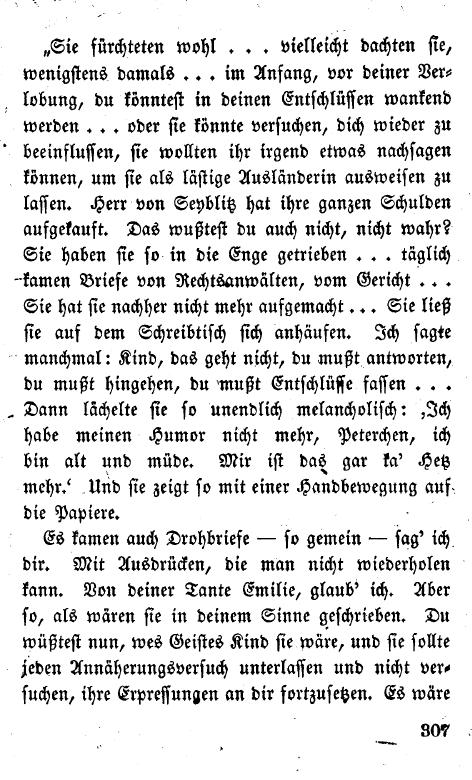 „Sie fürchteten wohl . . . vielleicht dachten sie,
wenigstens damals . . . im Anfang, vor deiner Ver-
lobung, du könntest in deinen Entschlüssen wankend
werden . . . oder sie könnte versuchen, dich wieder zu
beeinflussen, sie wollten ihr irgend etwas nachsagen
können, um sie als lästige Ausländerin ausweisen zu
lassen. Herr von Seydlitz hat ihre ganzen Schulden
aufgekauft. Das wußtest du auch nicht, nicht wahr?
Sie haben sie so in die Enge getrieben . . . täglich
kamen Briefe von Rechtsanwälten, vom Gericht . . .
Sie hat sie nachher nicht mehr aufgemacht . . . Sie ließ
sie auf dem Schreibtisch sich anhäufen. Ich sagte
manchmal: Kind, das geht nicht, du mußt antworten,
du mußt hingehen, du mußt Entschlüsse fassen . . .
Dann lächelte sie so unendlich melancholisch: ‚Ich
habe meinen Humor nicht mehr, Peterchen, ich
bin alt und müde. Mir ist das gar ka' Hetz
mehr.‘ Und sie zeigt so mit einer Handbewegung auf
die Papiere.
Es kamen auch Drohbriefe — so gemein — sag' ich
dir. Mit Ausdrücken, die man nicht wiederholen
kann. Von deiner Tante Emilie, glaub' ich. Aber
so, als wären sie in deinem Sinne geschrieben. Du
wüßtest nun, wes Geistes Kind sie wäre, und sie sollte
jeden Annäherungsversuch unterlassen und nicht ver-
suchen, ihre Erpressungen an dir fortzusetzen. Es wäre
307